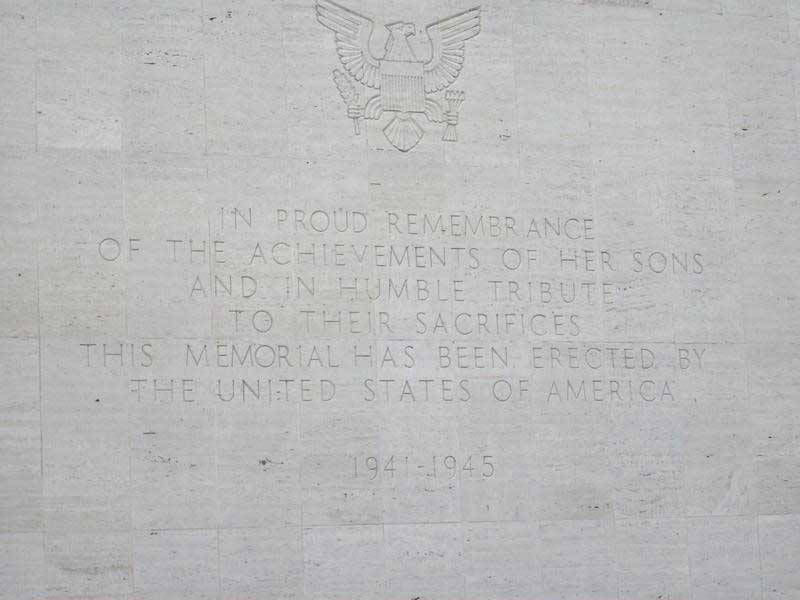 IN PROUD REMEMBRANCE
OF THE ACHIEVEMENTS OF HER SONS
AND IN HUMBLE TRIBUTE
TO THEIR SACRIFICES
THIS MEMORIAL HAS BEEN ERECTED BY
THE UNITED STATES OF AMERICA
1941-1945